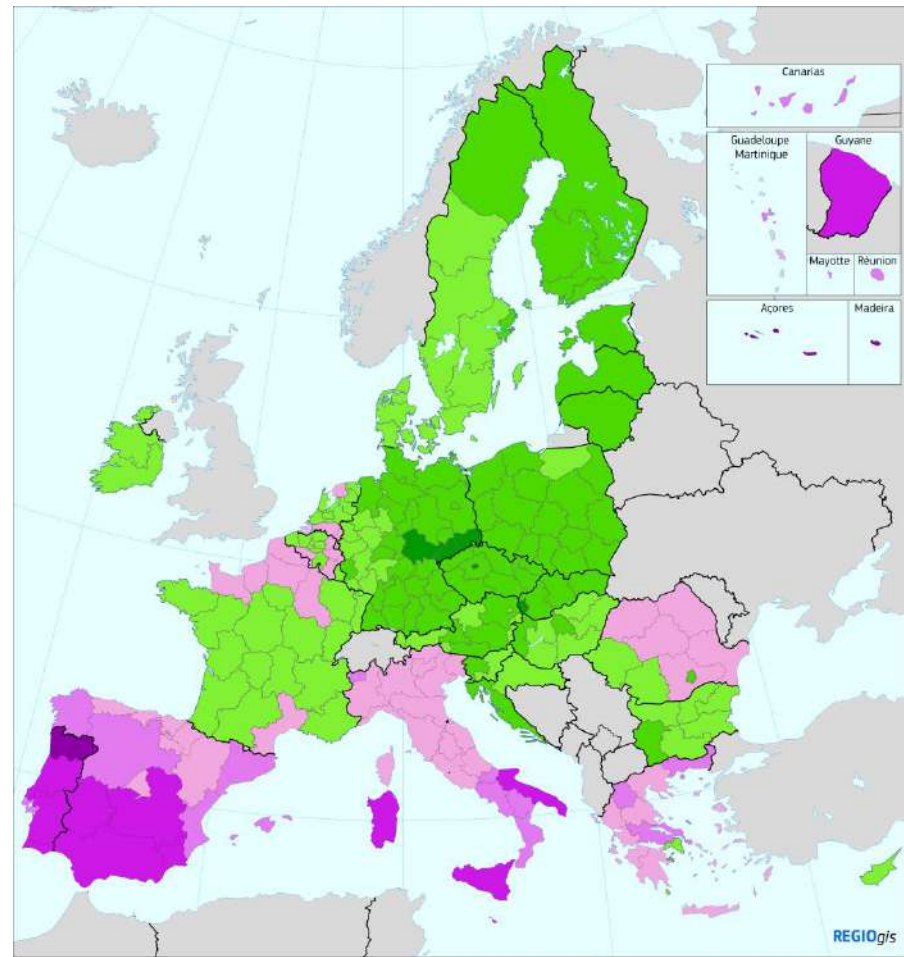 Canarias
Guadeloupe
Martinique
Guyane
Mayotte
Réunion
Açores
Madeira
REGIOgis